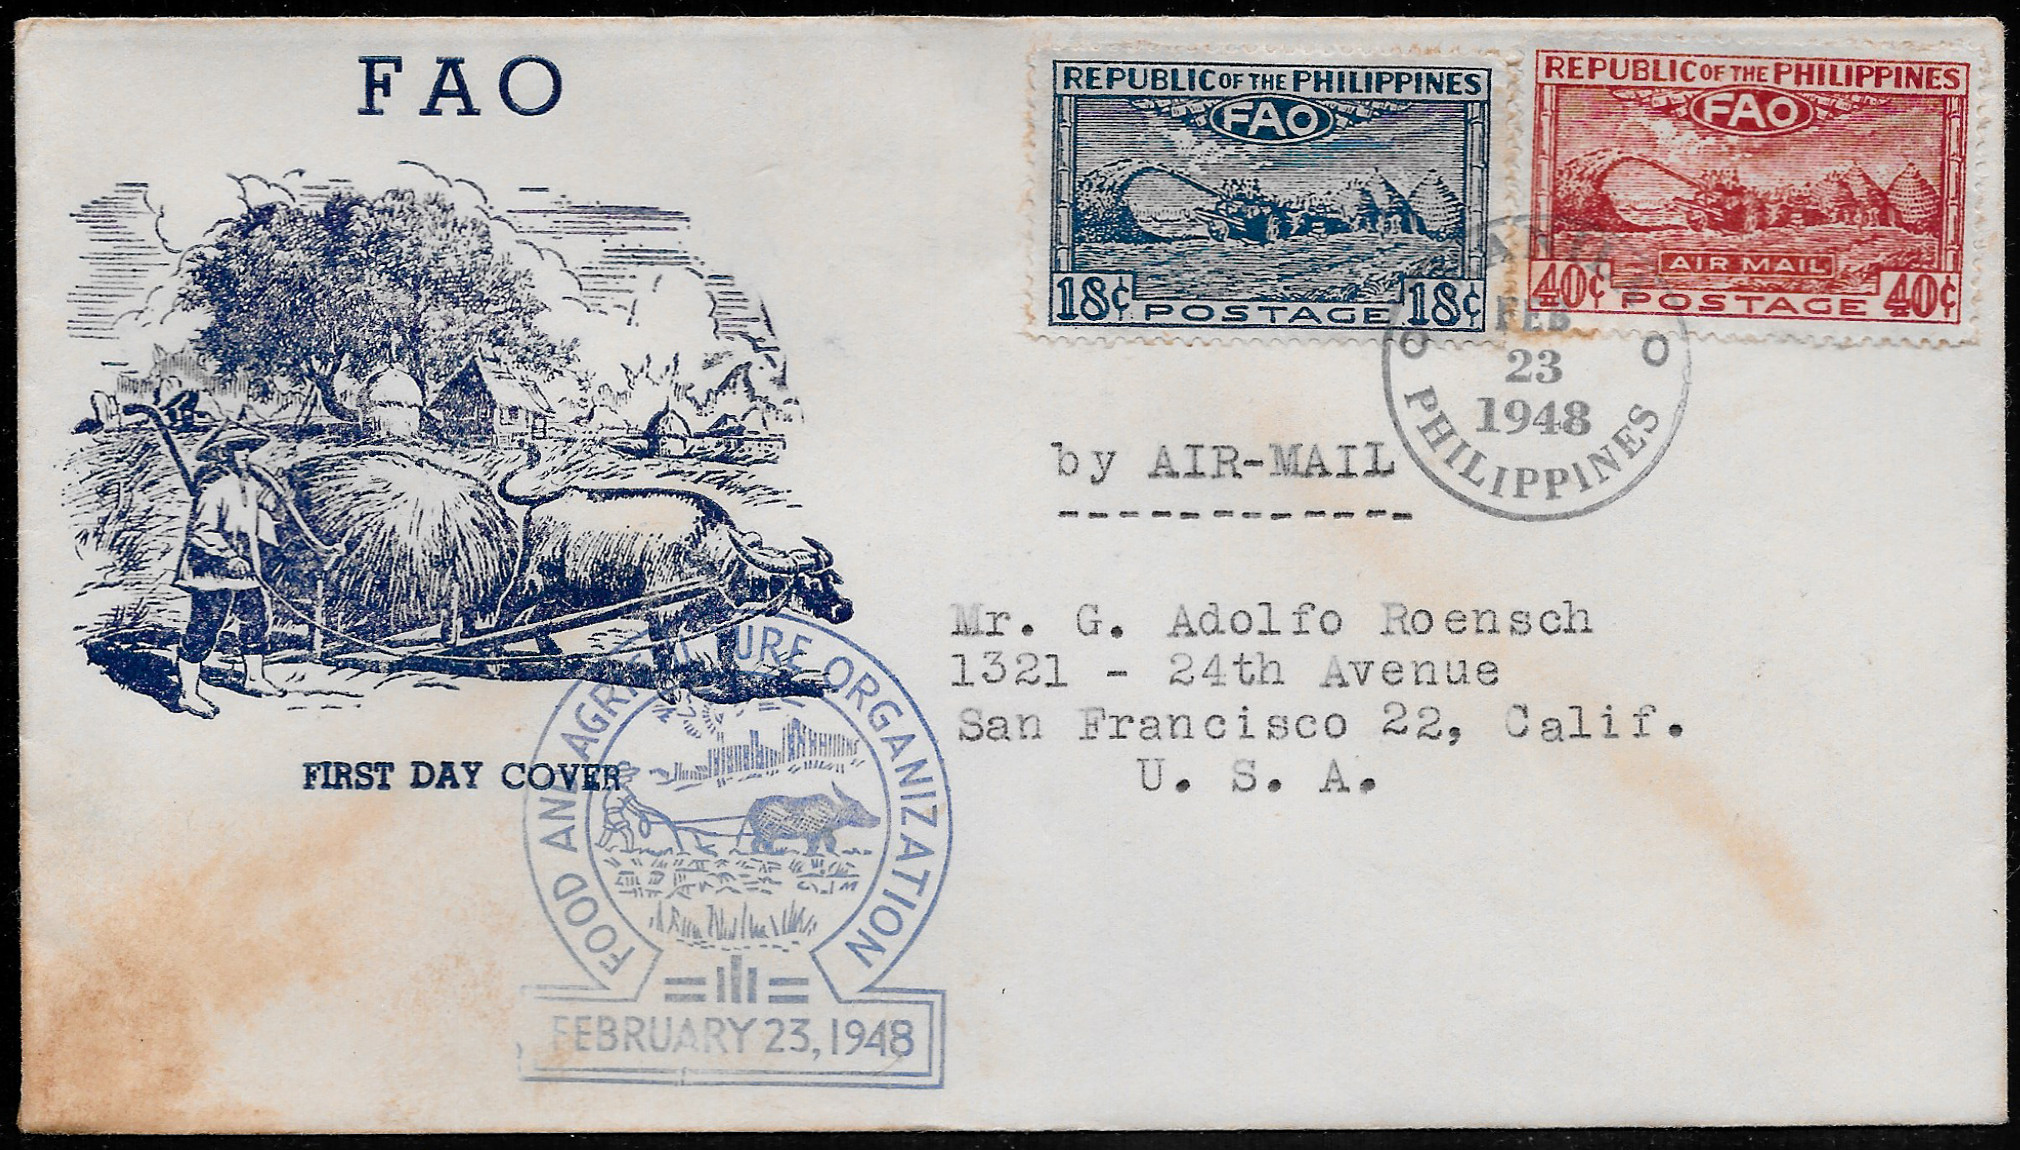 FAO
REPUBLIC OF THE PHILIPPINES
FAO
18¢ POSTAGE 18¢
REPUBLIC OF THE PHILIPPINES
FAO
AIR MAIL
40¢ POSTAGE 40¢
FEB
23
1948
PHILIPPINES
by AIR-MAIL
------------
Mr. G. Adolfo Roensch
1321 - 24th Avenue
San Francisco 22, Calif.
U. S. A.
FIRST DAY COVER
FOOD AND AGRICULTURE ORGANIZATION
FEBRUARY 23, 1948